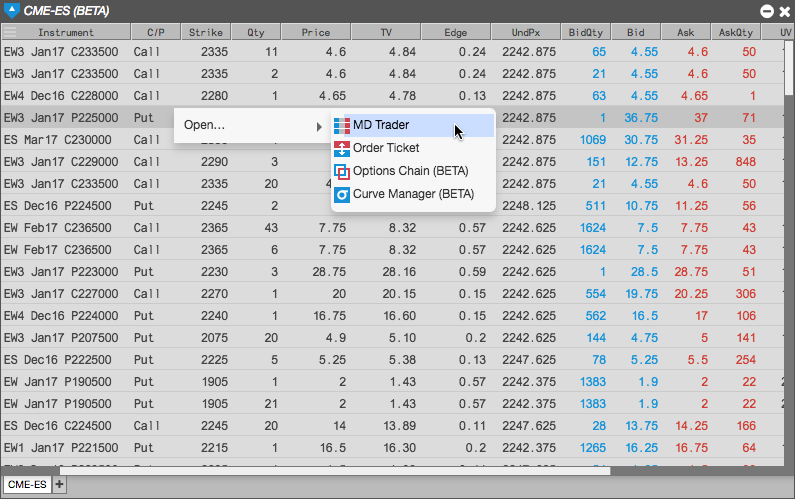 CME-ES (BETA)
Instrument C/P Strike Qty Price TV Edge UndPx BidQty Bid Ask AskQty UV
EW3 Jan17 C233500 Call 2335 11 4.6 4.84 0.24 2242.875 65 4.55 4.6 50
EW3 Jan17 C233500 Call 2335 2 4.6 4.84 0.24 2242.875 21 4.55 4.6 50
EW4 Dec16 C228000 Call 2280 1 4.65 4.78 0.13 2242.875 63 4.55 4.65 1
EW3 Jan17 P225000 Put 2242.875 1 36.75 37 71
Open... MD Trader
ES Mar17 C230000 Call 2242.875 1069 30.75 31.25 35
Order Ticket
EW3 Jan17 C229000 Call 2290 3 2242.875 151 12.75 13.25 848
Options Chain (BETA)
EW3 Jan17 C233500 Call 2335 20 2242.875 21 4.55 4.6 50
Curve Manager (BETA)
ES Dec16 P224500 Put 2245 2 2248.125 511 10.75 11.25 56
EW Feb17 C236500 Call 2365 43 7.75 8.32 0.57 2242.625 1624 7.5 7.75 43
EW Feb17 C236500 Call 2365 6 7.75 8.32 0.57 2242.625 1624 7.5 7.75 43
EW3 Jan17 P223000 Put 2230 3 28.75 28.16 0.59 2242.625 1 28.5 28.75 51
EW3 Jan17 C227000 Call 2270 1 20 20.15 0.15 2242.625 554 19.75 20.25 306
EW4 Dec16 P224000 Put 2240 1 16.75 16.60 0.15 2242.625 562 16.5 17 106
EW3 Jan17 P207500 Put 2075 20 4.9 5.10 0.2 2242.625 144 4.75 5 141
ES Dec16 P222500 Put 2225 5 5.25 5.38 0.13 2247.625 78 5.25 5.5 254
EW Jan17 P190500 Put 1905 1 2 1.43 0.57 2242.375 1383 1.9 2 22
EW Jan17 P190500 Put 1905 21 2 1.43 0.57 2242.375 1383 1.9 2 22
ES Dec16 C224500 Call 2245 20 14 13.89 0.11 2247.625 28 13.75 14.25 166
EW1 Jan17 P221500 Put 2215 1 16.5 16.30 0.2 2242.375 1265 16.25 16.75 64
CME-ES +